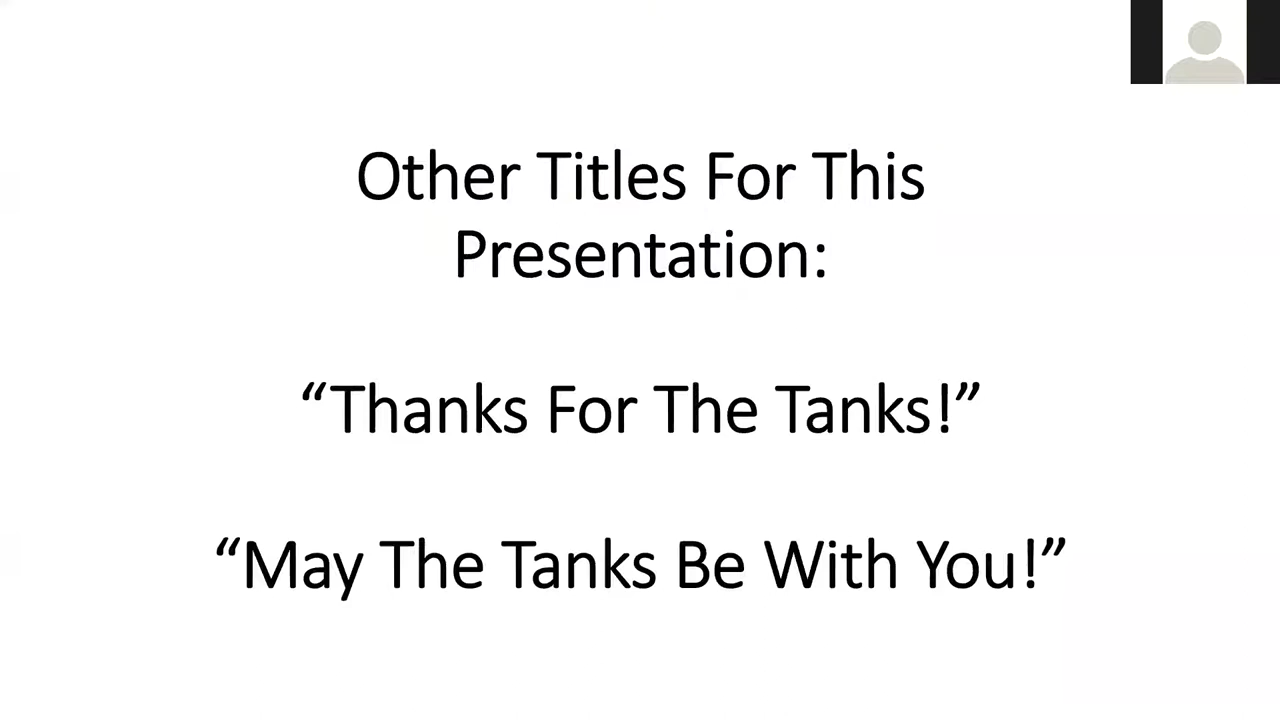 Other Titles For This
Presentation:
“Thanks For The Tanks!”
“May The Tanks Be With You!”